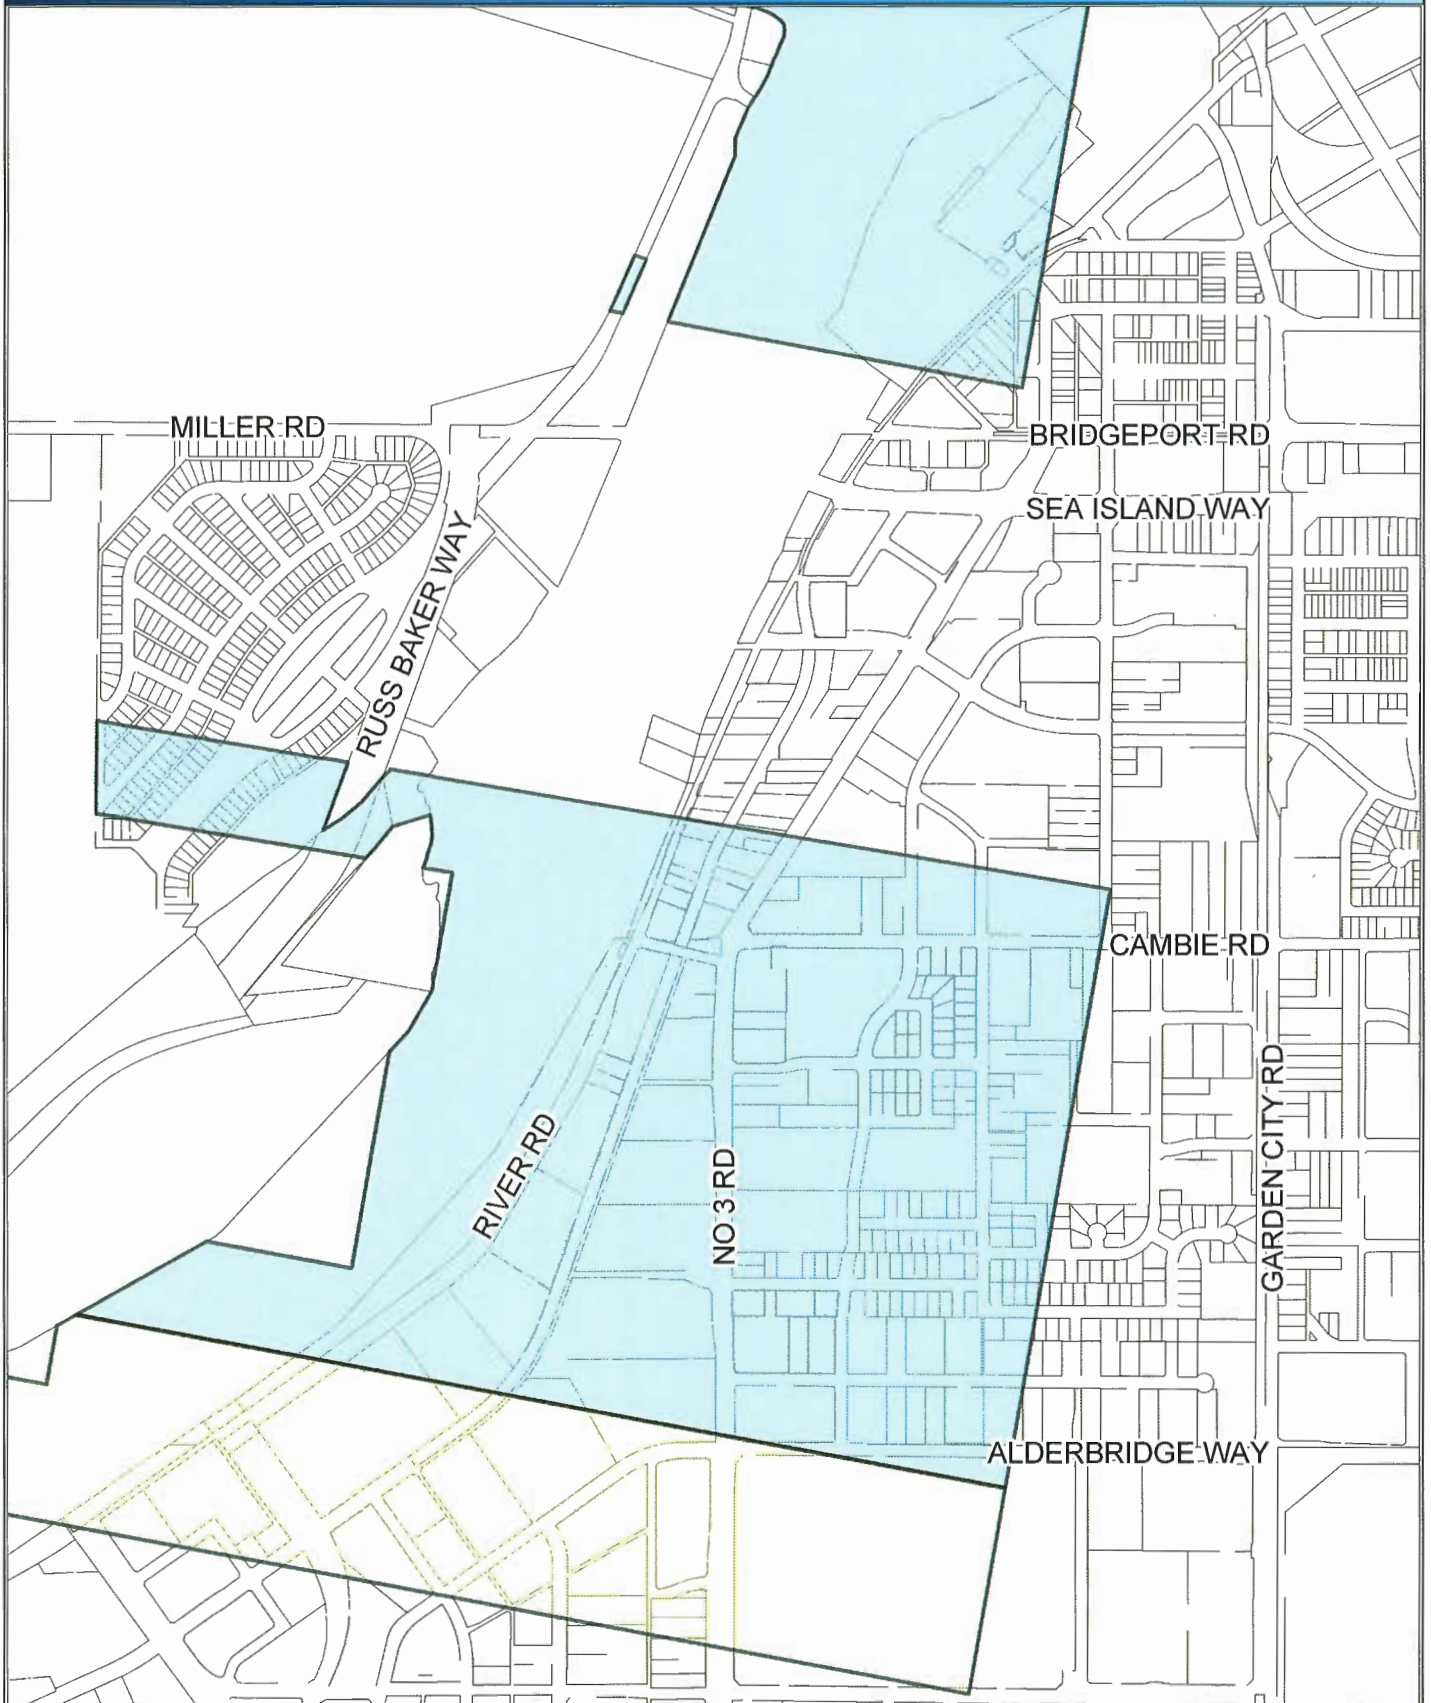 MILLER RD
BRIDGEPORT RD
SEA ISLAND WAY
RUSS BAKER WAY
CAMBIE RD
GARDEN CITY RD
RIVER RD
NO 3 RD
ALDERBRIDGE WAY